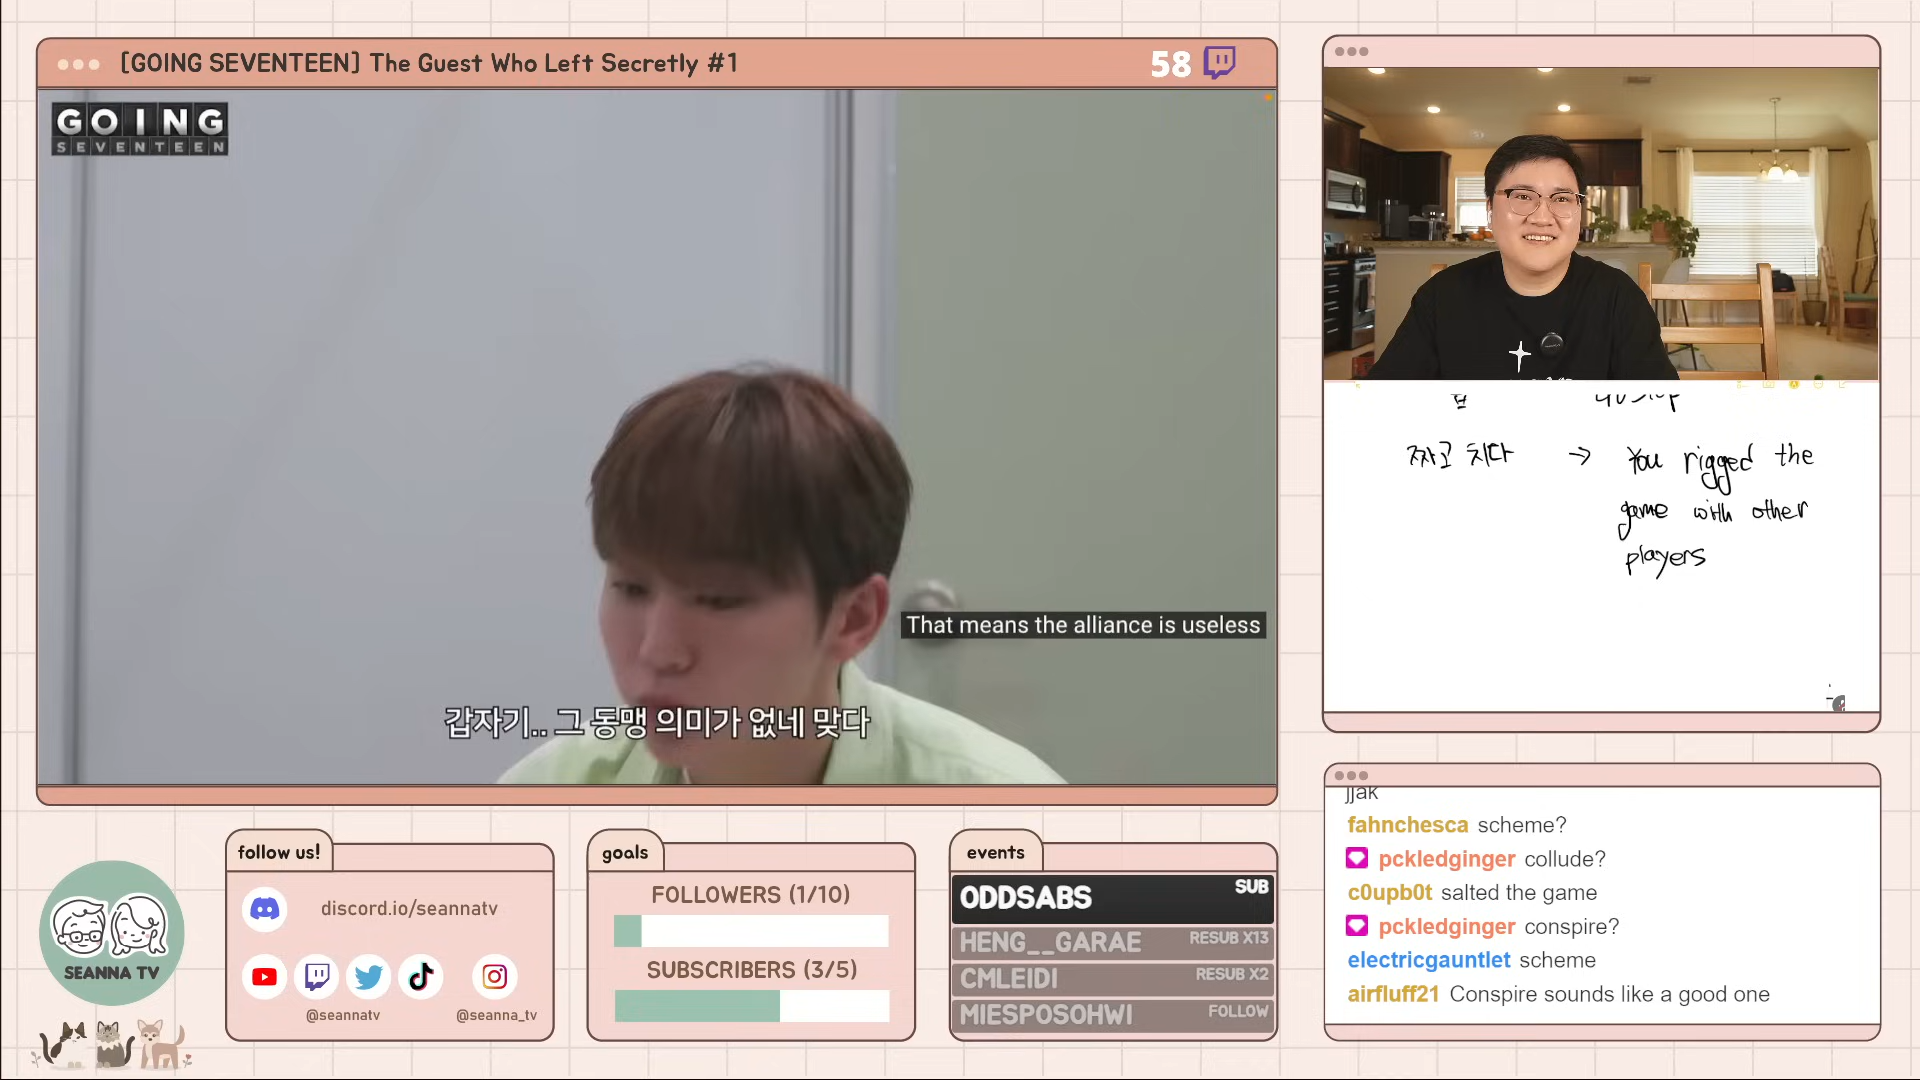 [GOING SEVENTEEN] The Guest Who Left Secretly #1
58
GOING
SEVENTEEN
That means the alliance is useless
갑자기.. 그 동맹 의미가 없네 맞다
짜고 치다 → You rigged the
game with other
players
jjak
fahnchesca scheme?
pckledginger collude?
c0upb0t salted the game
pckledginger conspire?
electricgauntlet scheme
airfluff21 Conspire sounds like a good one
SEANNA TV
follow us!
discord.io/seannatv
@seannatv
@seanna_tv
goals
FOLLOWERS (1/10)
SUBSCRIBERS (3/5)
events
ODDSABS SUB
HENG__GARAE RESUB X13
CMLEIDI RESUB X2
MIESPOSOHWI FOLLOW